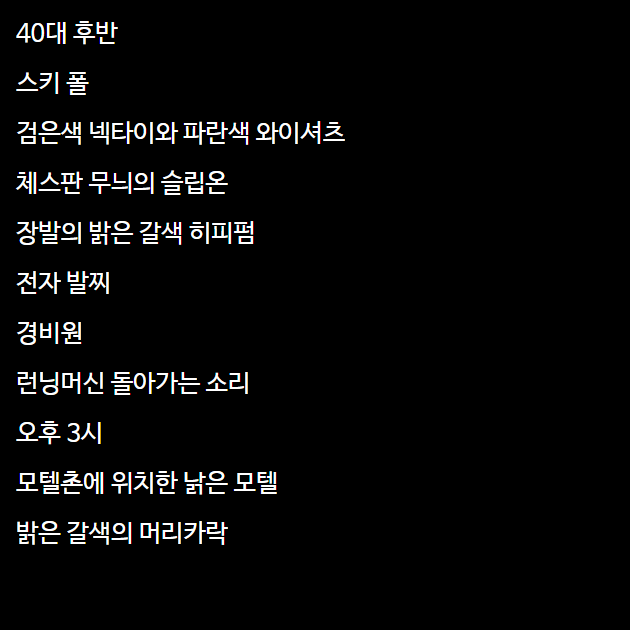 40대 후반
스키 폴
검은색 넥타이와 파란색 와이셔츠
체스판 무늬의 슬립온
장발의 밝은 갈색 히피펌
전자 발찌
경비원
런닝머신 돌아가는 소리
오후 3시
모텔촌에 위치한 낡은 모텔
밝은 갈색의 머리카락